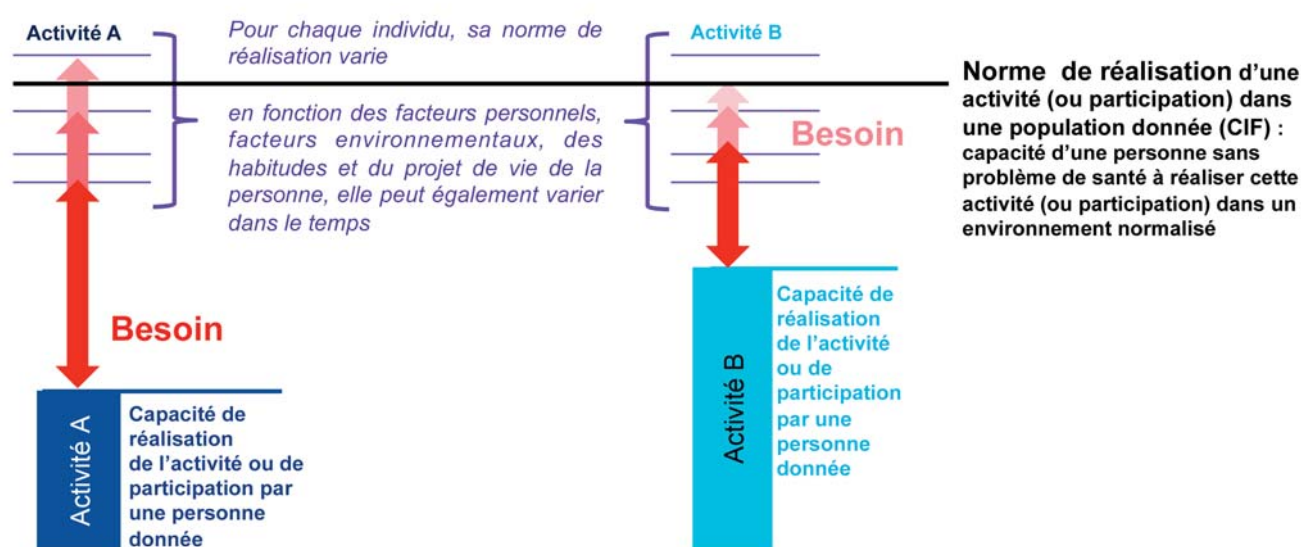 Activité A
Pour chaque individu, sa norme de
réalisation varie
en fonction des facteurs personnels,
facteurs environnementaux, des
habitudes et du projet de vie de la
personne, elle peut également varier
dans le temps
Activité B
Besoin
Norme de réalisation d’une
activité (ou participation) dans
une population donnée (CIF) :
capacité d’une personne sans
problème de santé à réaliser cette
activité (ou participation) dans un
environnement normalisé
Besoin
Activité A
Capacité de
réalisation
de l’activité ou de
participation par
une personne
donnée
Activité B
Capacité de
réalisation
de l’activité
ou de
participation
par une
personne
donnée